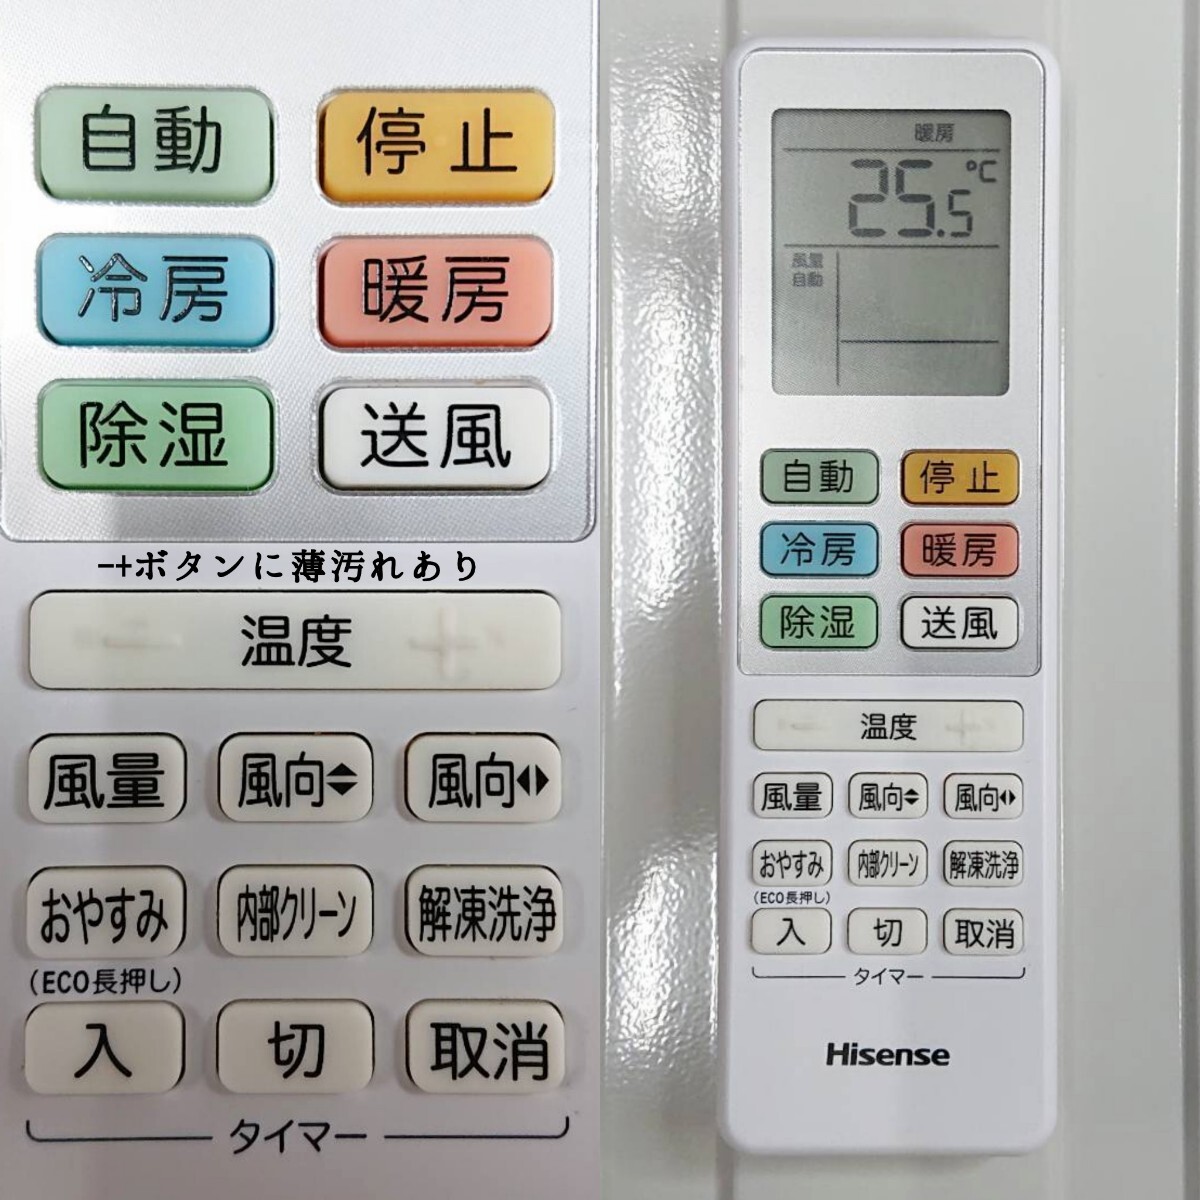 自動 停止
冷房 暖房
除湿 送風
-+ボタンに薄汚れあり
- 温度 +
風量 風向 風向
おやすみ 内部クリーン 解凍洗浄
(ECO長押し)
入 切 取消
タイマー
暖房
25.5 ℃
風量
自動
自動 停止
冷房 暖房
除湿 送風
- 温度 +
風量 風向 風向
おやすみ 内部クリーン 解凍洗浄
(ECO長押し)
入 切 取消
タイマー
Hisense